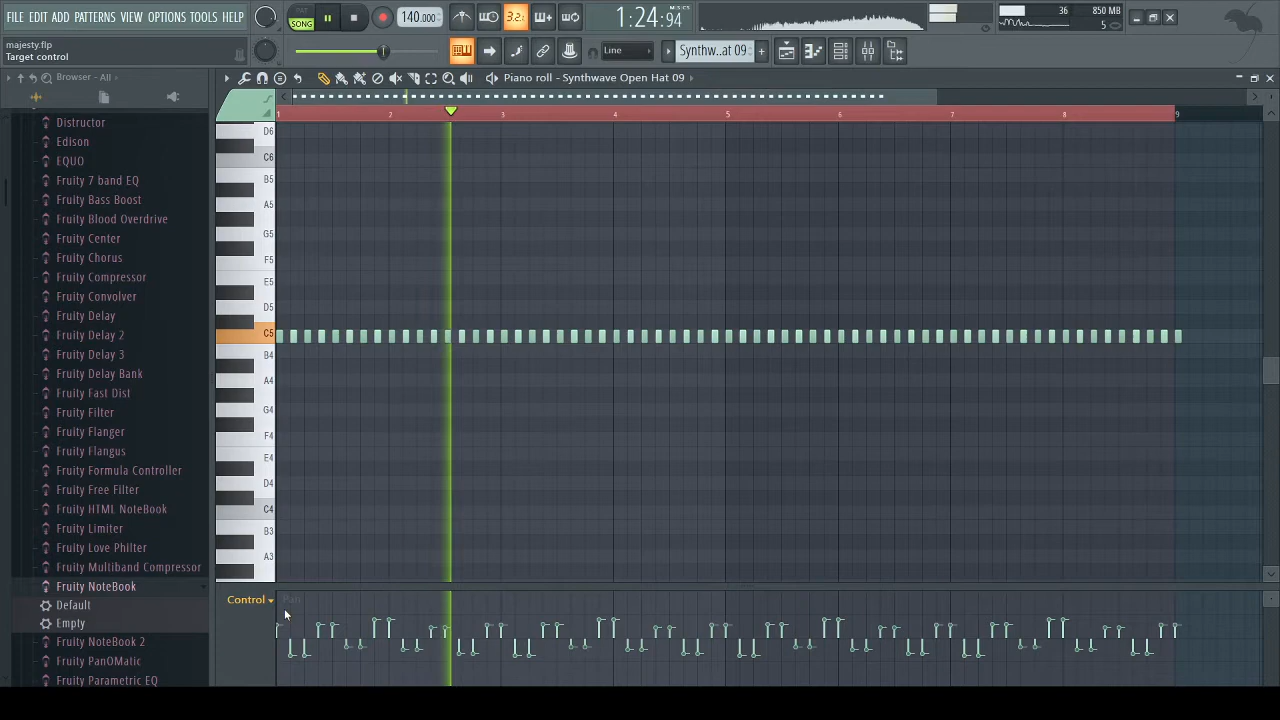 FILE EDIT ADD PATTERNS VIEW OPTIONS TOOLS HELP
PAT
SONG
140.000
3.2.
1:24:94
M:S:CS
36
850 MB
5
majesty.flp
Target control
Line
Synthw..at 09
Browser - All
Piano roll - Synthwave Open Hat 09
1 2 3 4 5 6 7 8 9
Distructor
Edison
EQUO
Fruity 7 band EQ
Fruity Bass Boost
Fruity Blood Overdrive
Fruity Center
Fruity Chorus
Fruity Compressor
Fruity Convolver
Fruity Delay
Fruity Delay 2
Fruity Delay 3
Fruity Delay Bank
Fruity Fast Dist
Fruity Filter
Fruity Flanger
Fruity Flangus
Fruity Formula Controller
Fruity Free Filter
Fruity HTML NoteBook
Fruity Limiter
Fruity Love Philter
Fruity Multiband Compressor
Fruity NoteBook
Default
Empty
Fruity NoteBook 2
Fruity PanOMatic
Fruity Parametric EQ
D6
C6
B5
A5
G5
F5
E5
D5
C5
B4
A4
G4
F4
E4
D4
C4
B3
A3
Control
Pan